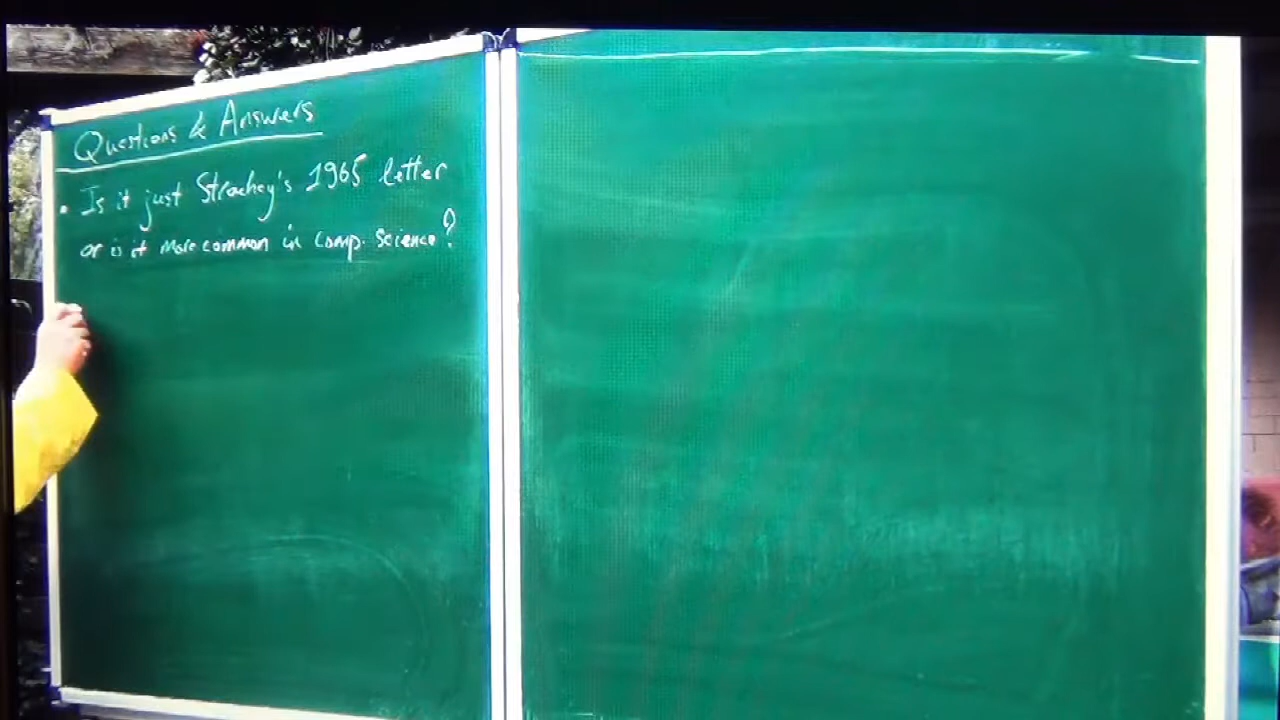 Questions & Answers
• Is it just Strachey's 1965 letter
or is it more common in Comp. Science?